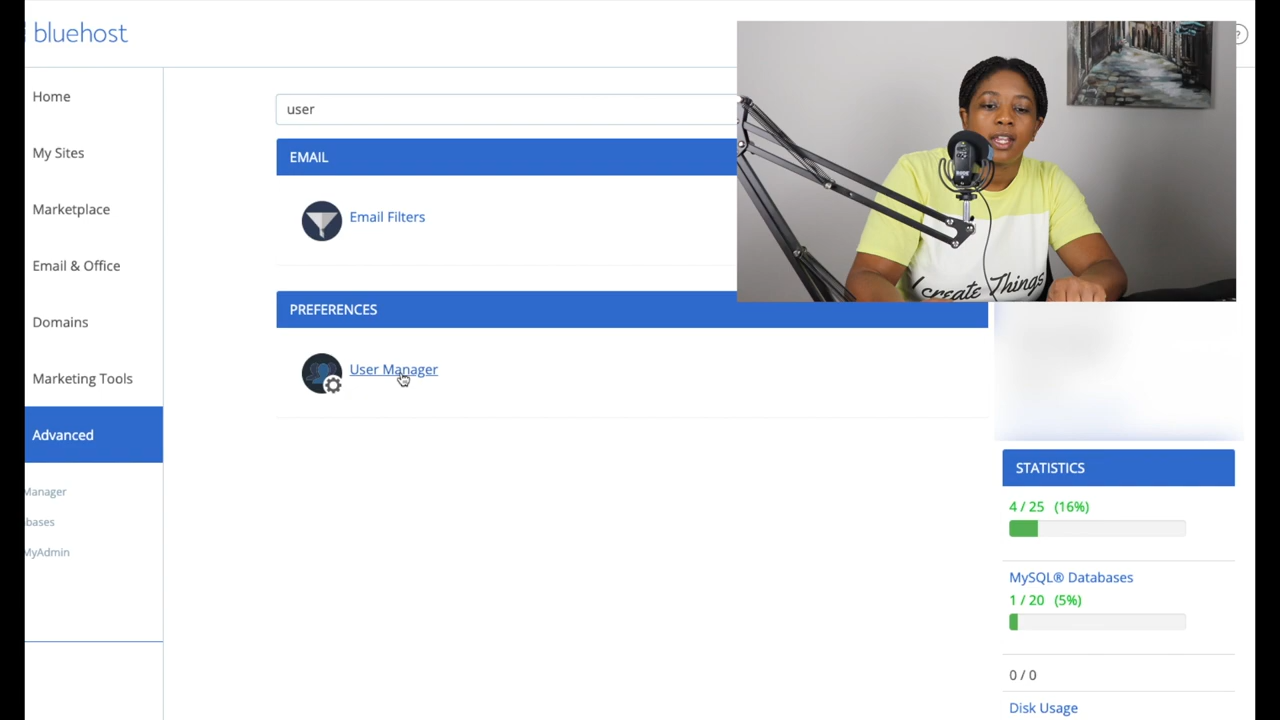 bluehost
?
Home
My Sites
Marketplace
Email & Office
Domains
Marketing Tools
Advanced
Manager
bases
MyAdmin
user
EMAIL
Email Filters
PREFERENCES
User Manager
I create Things
STATISTICS
4 / 25 (16%)
MySQL® Databases
1 / 20 (5%)
0 / 0
Disk Usage